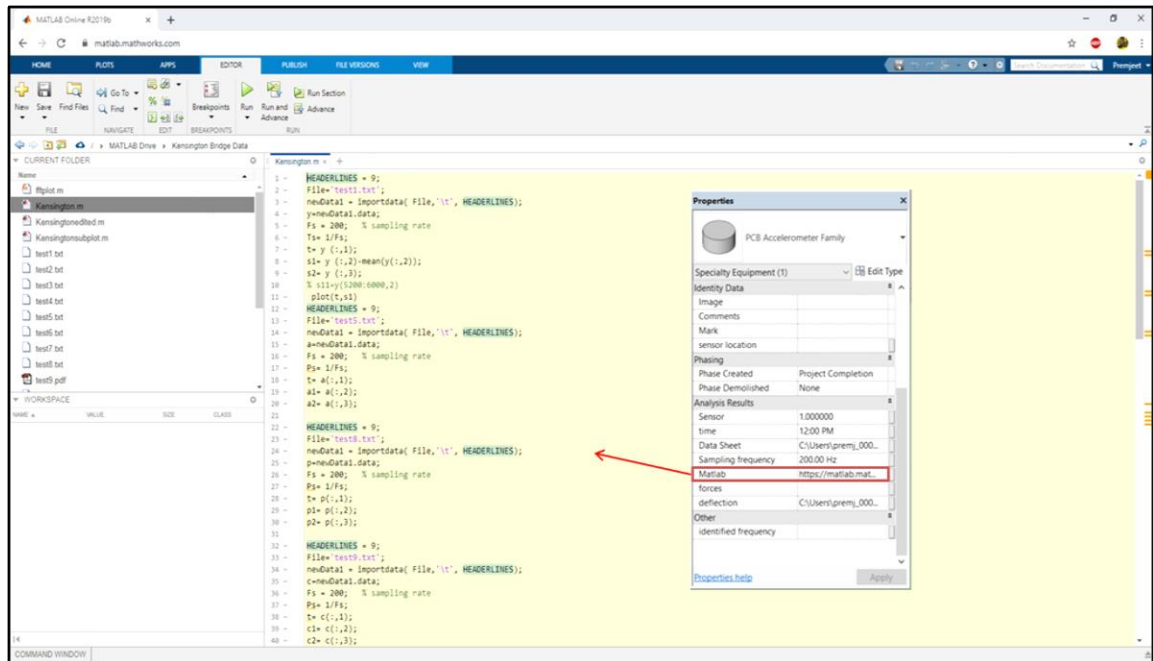 MATLAB Online R2019b
matlab.mathworks.com
HOME PLOTS APPS EDITOR PUBLISH FILE VERSIONS VIEW
Search Documentation Premjeet
New Save Find Files
Go To
Find
Breakpoints Run Run and Advance
Run Section
Advance
FILE NAVIGATE EDIT BREAKPOINTS RUN
/ MATLAB Drive Kensington Bridge Data
CURRENT FOLDER
Name
fftplot.m
Kensington.m
Kensingtonedited.m
Kensingtonsubplot.m
test1.txt
test2.txt
test3.txt
test4.txt
test5.txt
test6.txt
test7.txt
test8.txt
test9.pdf
WORKSPACE
NAME VALUE SIZE CLASS
COMMAND WINDOW
Kensington.m
1 - HEADERLINES = 9;
2 - File='test1.txt';
3 - newData1 = importdata( File,'\t', HEADERLINES);
4 - y=newData1.data;
5 - Fs = 200; % sampling rate
6 - Ts= 1/Fs;
7 - t= y (:,1);
8 - s1= y (:,2)-mean(y(:,2));
9 - s2= y (:,3);
10 % s11=y(5200:6000,2)
11 - plot(t,s1)
12 - HEADERLINES = 9;
13 - File='test5.txt';
14 - newData1 = importdata( File,'\t', HEADERLINES);
15 - a=newData1.data;
16 - Fs = 200; % sampling rate
17 - Ps= 1/Fs;
18 - t= a(:,1);
19 - a1= a(:,2);
20 - a2= a(:,3);
21
22 - HEADERLINES = 9;
23 - File='test8.txt';
24 - newData1 = importdata( File,'\t', HEADERLINES);
25 - p=newData1.data;
26 - Fs = 200; % sampling rate
27 - Ps= 1/Fs;
28 - t= p(:,1);
29 - p1= p(:,2);
30 - p2= p(:,3);
31
32 - HEADERLINES = 9;
33 - File='test9.txt';
34 - newData1 = importdata( File,'\t', HEADERLINES);
35 - c=newData1.data;
36 - Fs = 200; % sampling rate
37 - Ps= 1/Fs;
38 - t= c(:,1);
39 - c1= c(:,2);
40 - c2= c(:,3);
Properties
PCB Accelerometer Family
Specialty Equipment (1) Edit Type
Identity Data
Image
Comments
Mark
sensor location
Phasing
Phase Created Project Completion
Phase Demolished None
Analysis Results
Sensor 1.000000
time 12:00 PM
Data Sheet C:\Users\premj_000...
Sampling frequency 200.00 Hz
Matlab https://matlab.mat...
forces
deflection C:\Users\premj_000...
Other
identified frequency
Properties help Apply